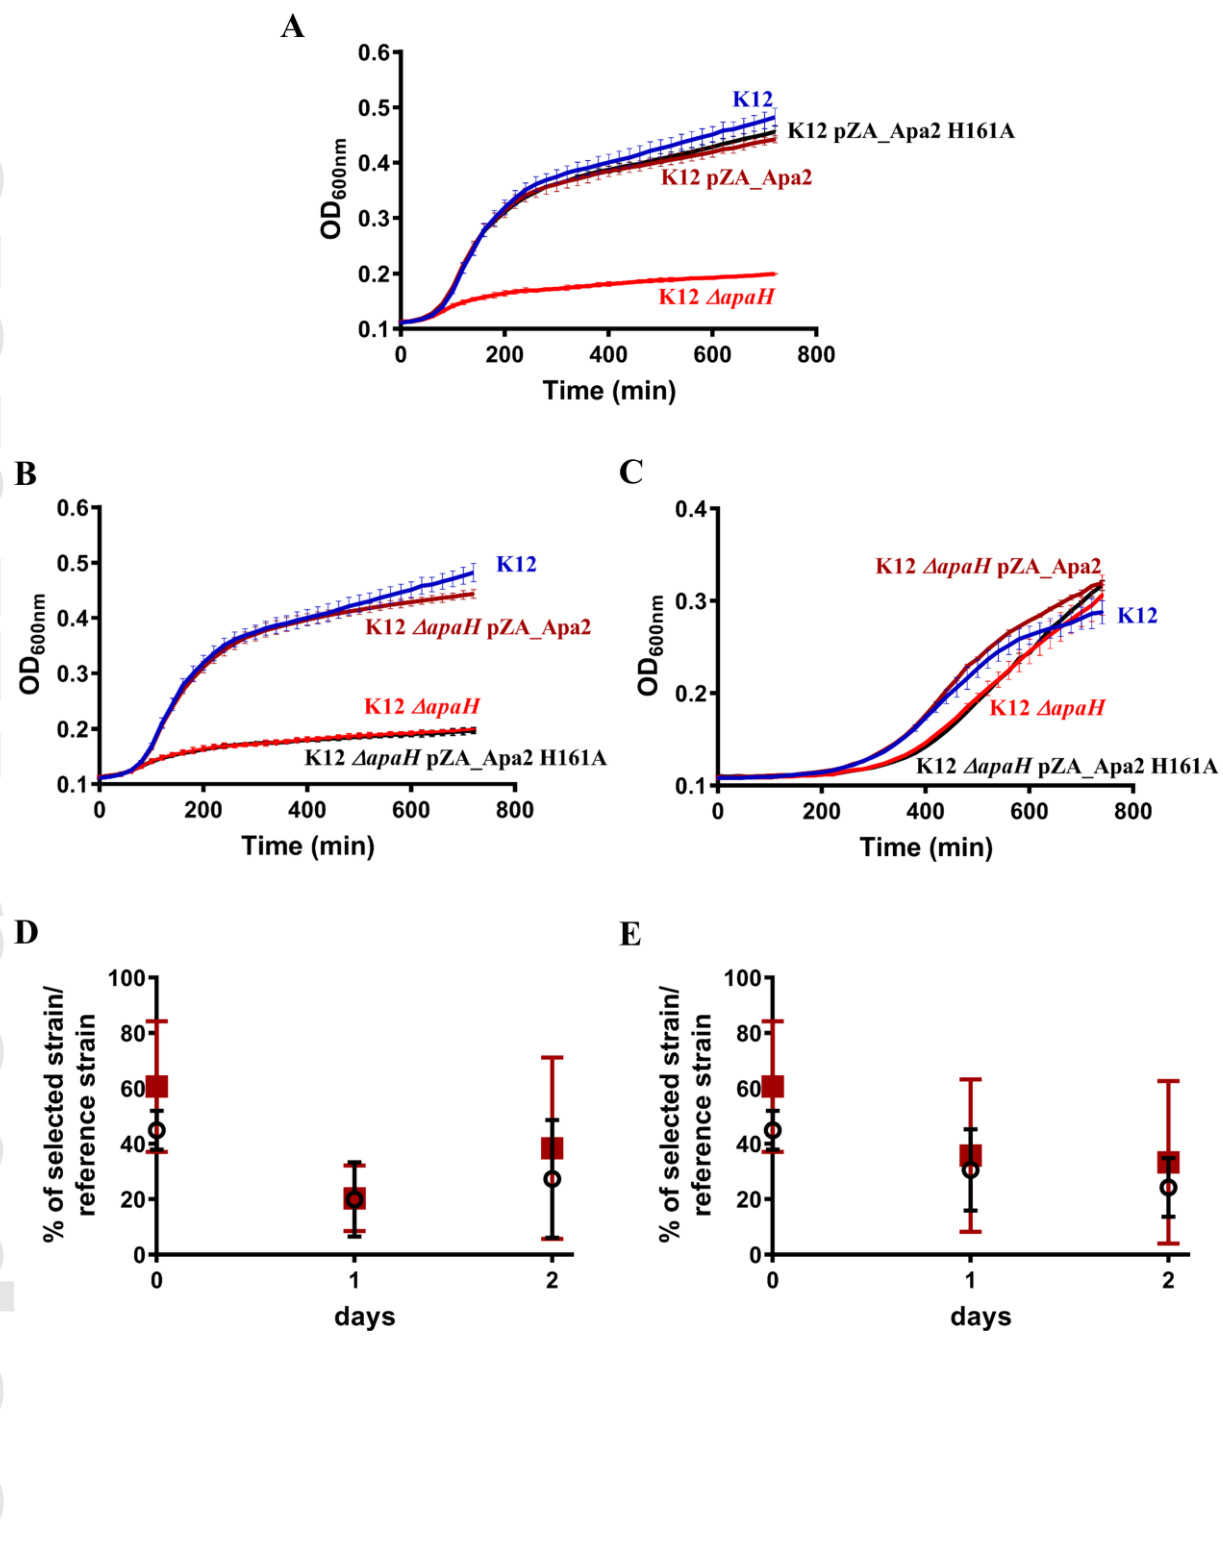 A
0.6
0.5
0.4
0.3
0.2
0.1
OD600nm
K12
K12 pZA_Apa2 H161A
K12 pZA_Apa2
K12 ΔapaH
0 200 400 600 800
Time (min)
B
0.6
0.5
0.4
0.3
0.2
0.1
OD600nm
K12
K12 ΔapaH pZA_Apa2
K12 ΔapaH
K12 ΔapaH pZA_Apa2 H161A
0 200 400 600 800
Time (min)
C
0.4
0.3
0.2
0.1
OD600nm
K12 ΔapaH pZA_Apa2
K12
K12 ΔapaH
K12 ΔapaH pZA_Apa2 H161A
0 200 400 600 800
Time (min)
D
% of selected strain/
reference strain
100
80
60
40
20
0
0 1 2
days
E
% of selected strain/
reference strain
100
80
60
40
20
0
0 1 2
days